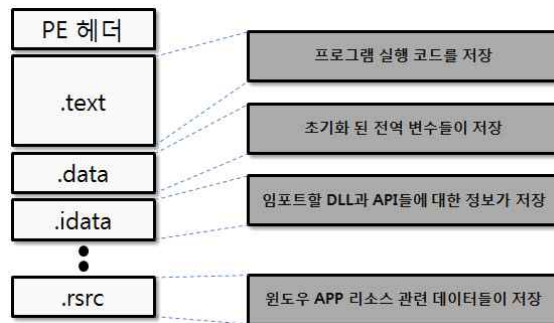 PE 헤더
.text
프로그램 실행 코드를 저장
초기화 된 전역 변수들이 저장
.data
임포트할 DLL과 API들에 대한 정보가 저장
.idata
.rsrc
윈도우 APP 리소스 관련 데이터들이 저장